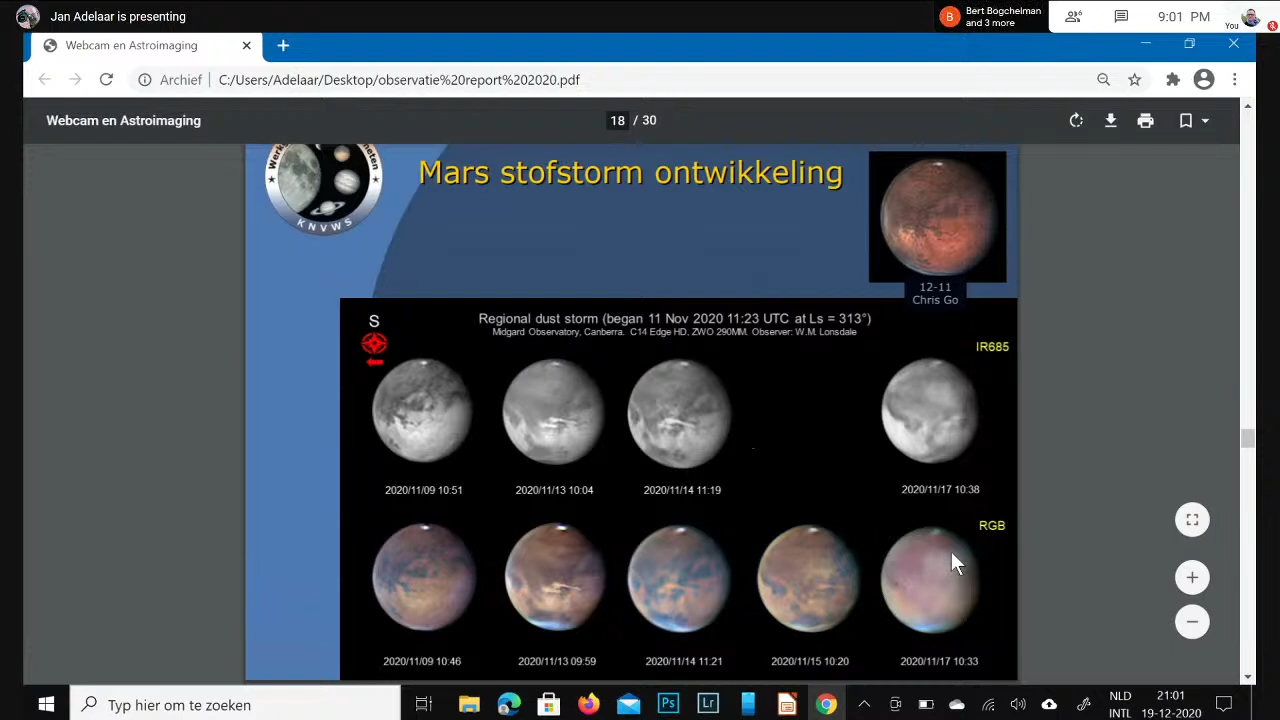 Jan Adelaar is presenting
B
Bert Bogchelman
and 3 more
6
9:01 PM
You
Webcam en Astroimaging
Archief | C:/Users/Adelaar/Desktop/observatie%20report%202020.pdf
Webcam en Astroimaging
18 / 30
KNVWS
Mars stofstorm ontwikkeling
12-11
Chris Go
S
Regional dust storm (began 11 Nov 2020 11:23 UTC at Ls = 313°)
Midgard Observatory, Canberra. C14 Edge HD, ZWO 290MM. Observer: W.M. Lonsdale
IR685
2020/11/09 10:51
2020/11/13 10:04
2020/11/14 11:19
2020/11/17 10:38
RGB
2020/11/09 10:46
2020/11/13 09:59
2020/11/14 11:21
2020/11/15 10:20
2020/11/17 10:33
Typ hier om te zoeken
Ps
Lr
NLD
INTL
21:01
19-12-2020